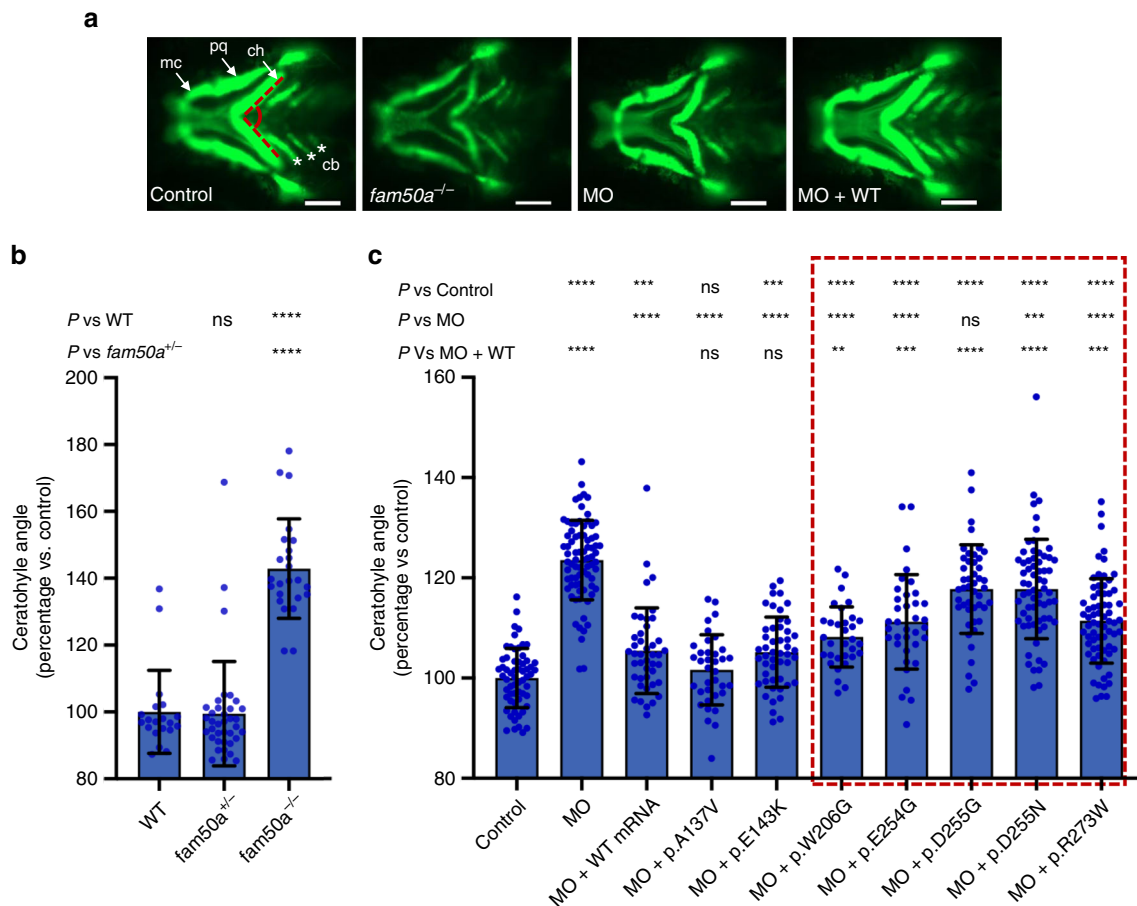 a
mc
pq
ch
* * *
cb
Control
fam50a–/–
MO
MO + WT
b
P vs WT ns ****
P vs fam50a+/– ****
200
180
160
140
120
100
80
Ceratohyle angle
(percentage vs. control)
WT
fam50a+/–
fam50a–/–
c
P vs Control **** *** ns *** **** **** **** **** ****
P vs MO **** **** **** **** **** ns *** ****
P Vs MO + WT **** ns ns ** *** **** **** ***
160
140
120
100
80
Ceratohyle angle
(percentage vs control)
Control
MO
MO + WT mRNA
MO + p.A137V
MO + p.E143K
MO + p.W206G
MO + p.E254G
MO + p.D255G
MO + p.D255N
MO + p.R273W